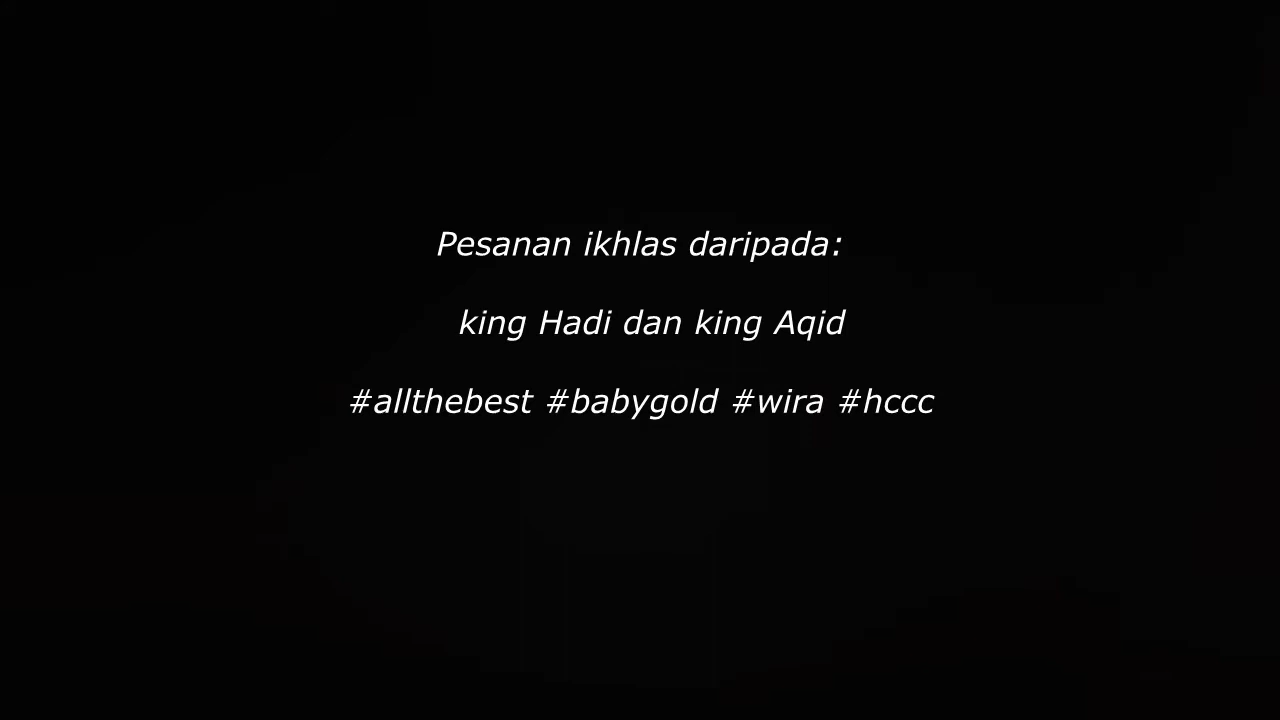 Pesanan ikhlas daripada:
king Hadi dan king Aqid
#allthebest #babygold #wira #hccc